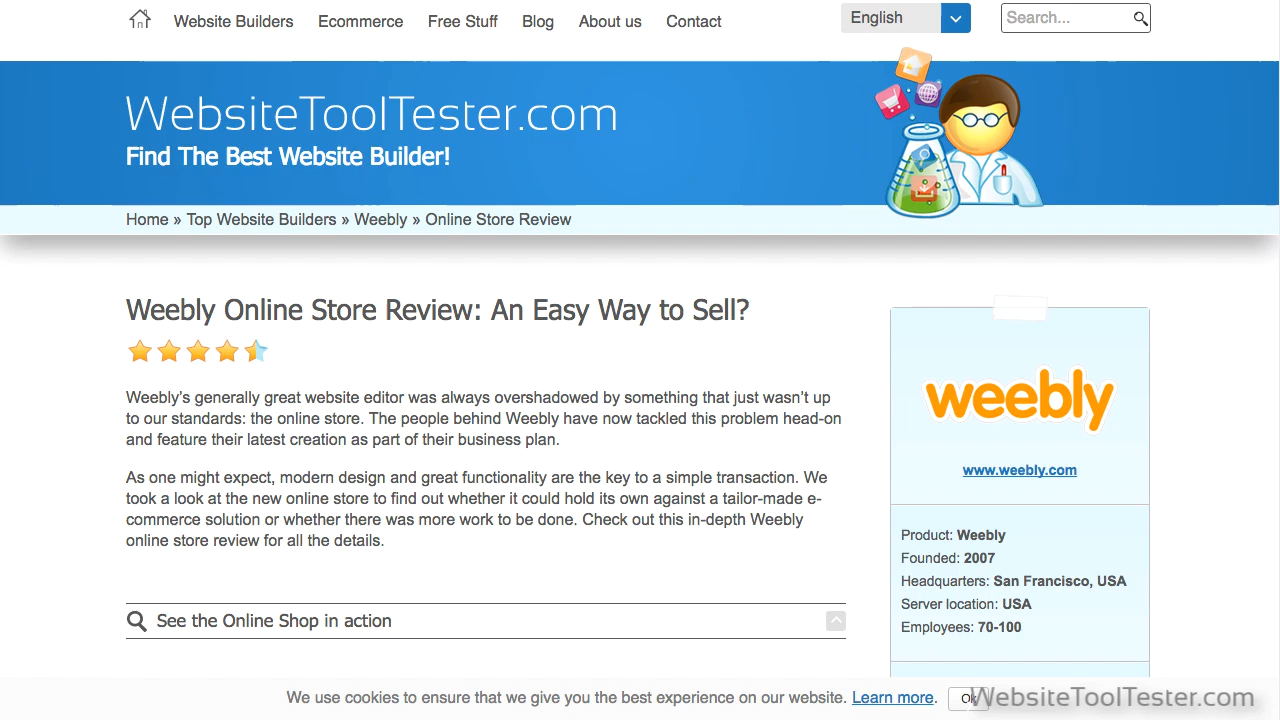 Website Builders Ecommerce Free Stuff Blog About us Contact English Search...
WebsiteToolTester.com
Find The Best Website Builder!
Home » Top Website Builders » Weebly » Online Store Review
Weebly Online Store Review: An Easy Way to Sell?
Weebly’s generally great website editor was always overshadowed by something that just wasn’t up
to our standards: the online store. The people behind Weebly have now tackled this problem head-on
and feature their latest creation as part of their business plan.
As one might expect, modern design and great functionality are the key to a simple transaction. We
took a look at the new online store to find out whether it could hold its own against a tailor-made e-
commerce solution or whether there was more work to be done. Check out this in-depth Weebly
online store review for all the details.
See the Online Shop in action
weebly
www.weebly.com
Product: Weebly
Founded: 2007
Headquarters: San Francisco, USA
Server location: USA
Employees: 70-100
We use cookies to ensure that we give you the best experience on our website. Learn more. Ok
WebsiteToolTester.com